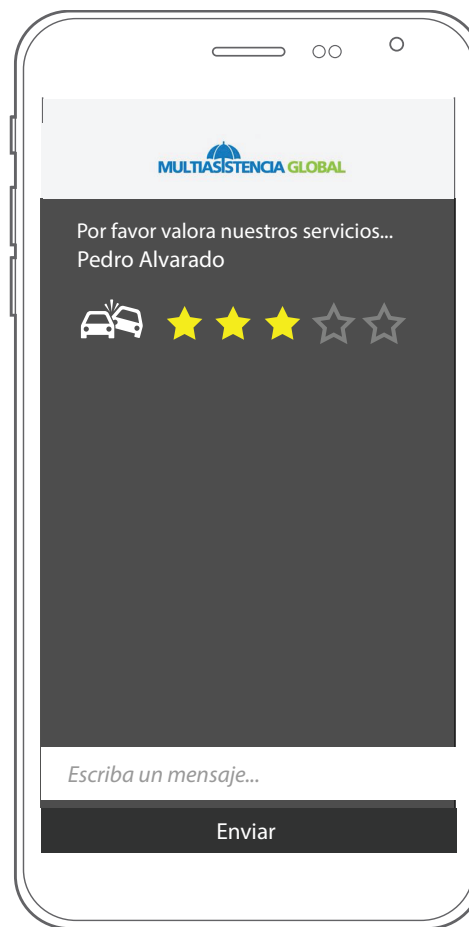 MULTIASISTENCIA GLOBAL
Por favor valora nuestros servicios...
Pedro Alvarado
Escriba un mensaje...
Enviar